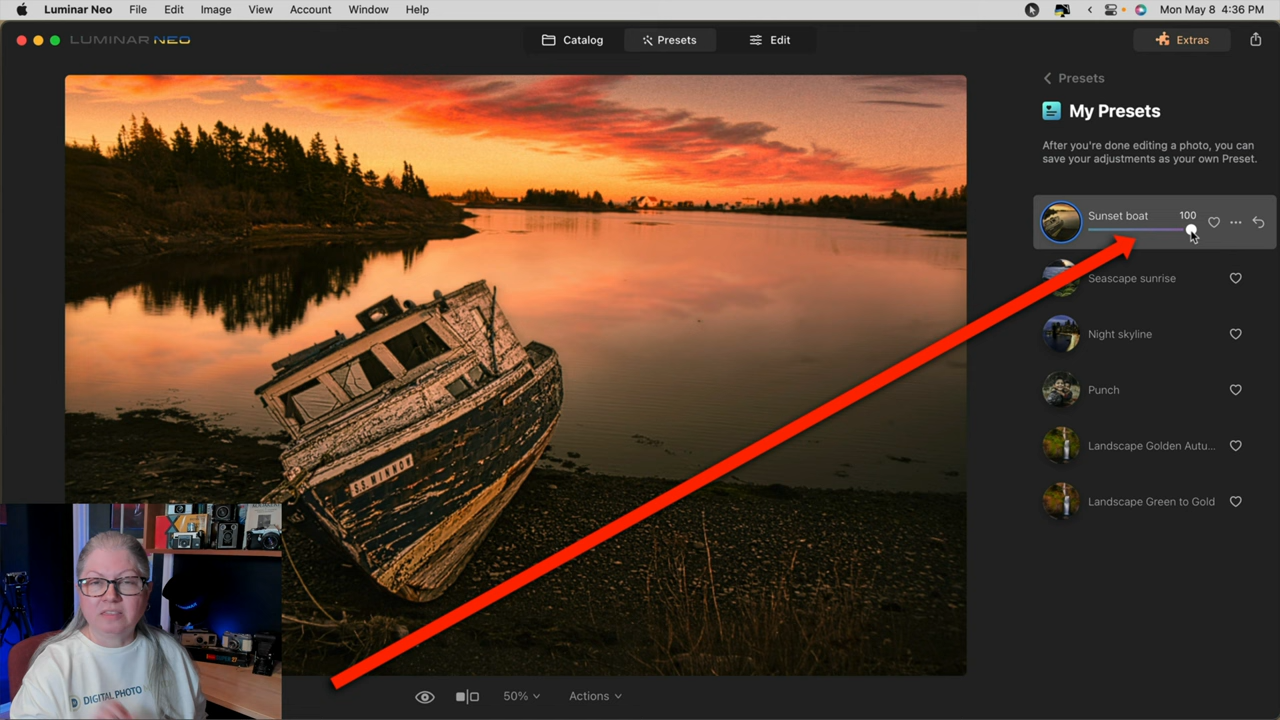 Luminar Neo File Edit Image View Account Window Help Mon May 8 4:36 PM
LUMINAR NEO Catalog Presets Edit Extras
Presets
My Presets
After you're done editing a photo, you can
save your adjustments as your own Preset.
Sunset boat 100
Seascape sunrise
Night skyline
Punch
Landscape Golden Autu...
Landscape Green to Gold
S.S. MINNOW
DIGITAL PHOTO
50% Actions